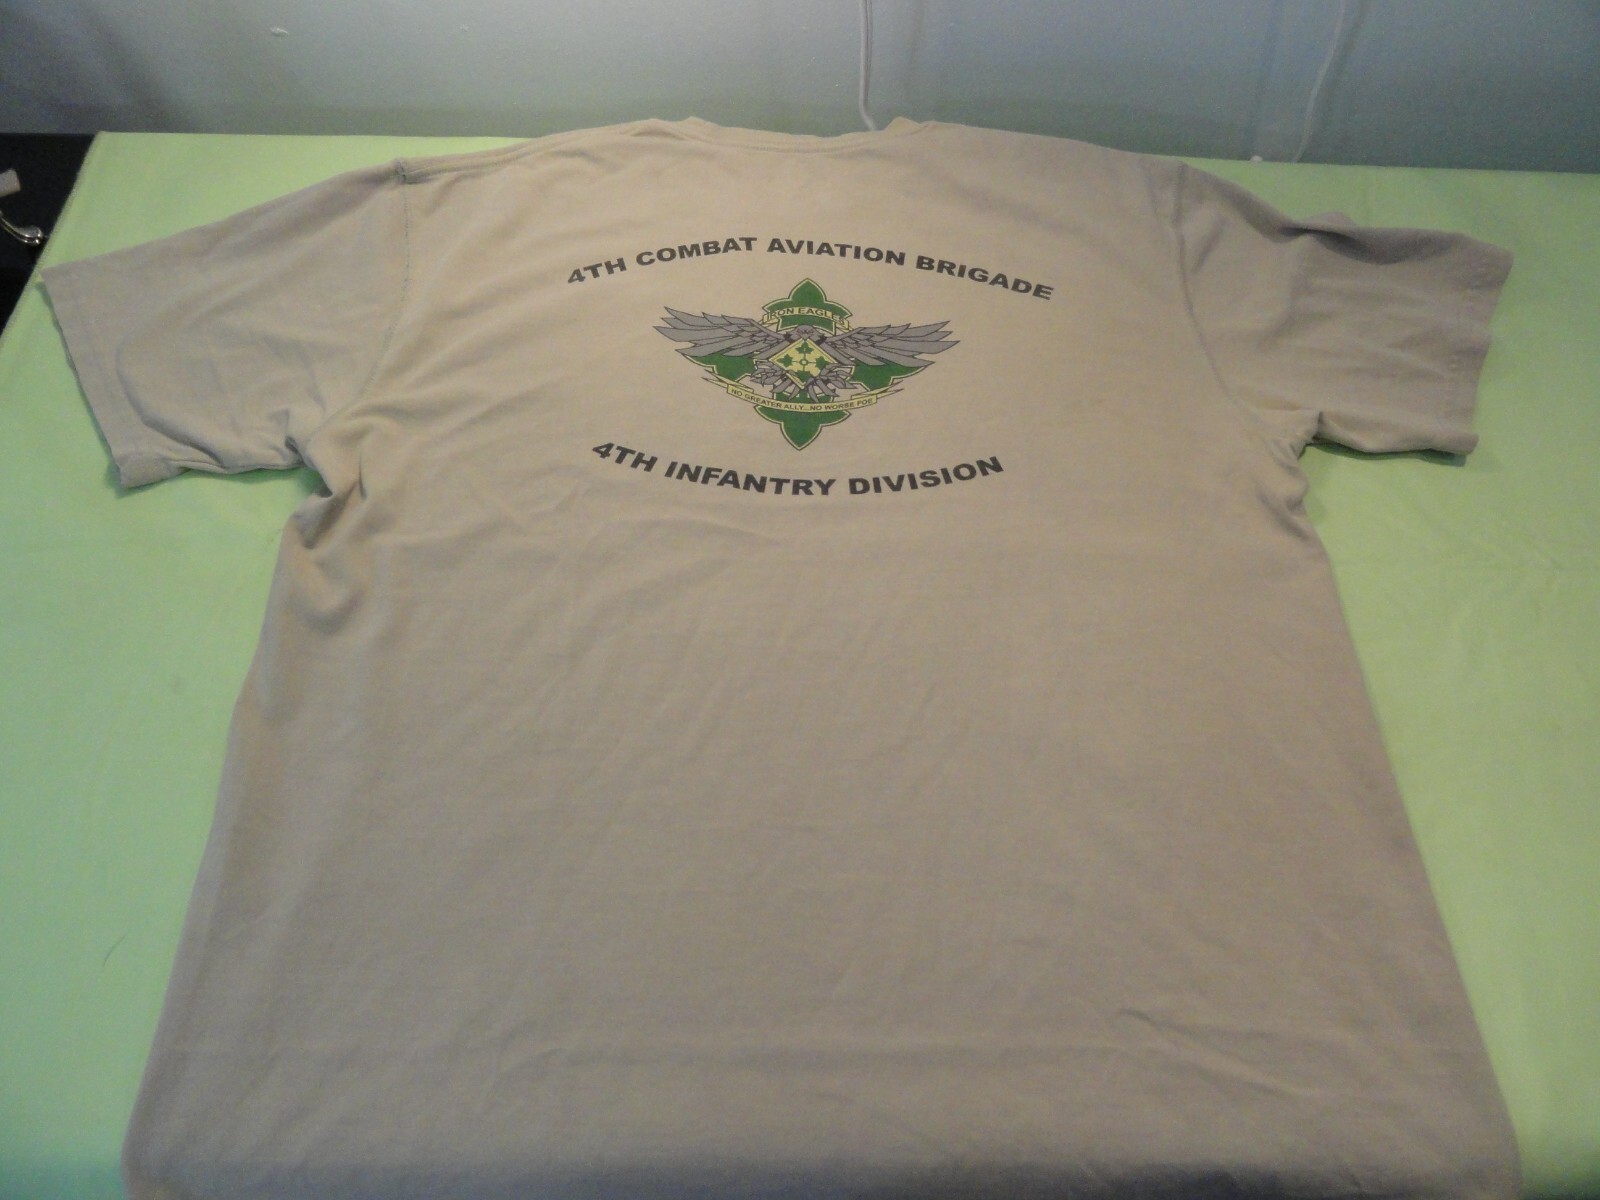 4TH COMBAT AVIATION BRIGADE
IRON EAGLES
NO GREATER ALLY...NO WORSE FOE
4TH INFANTRY DIVISION